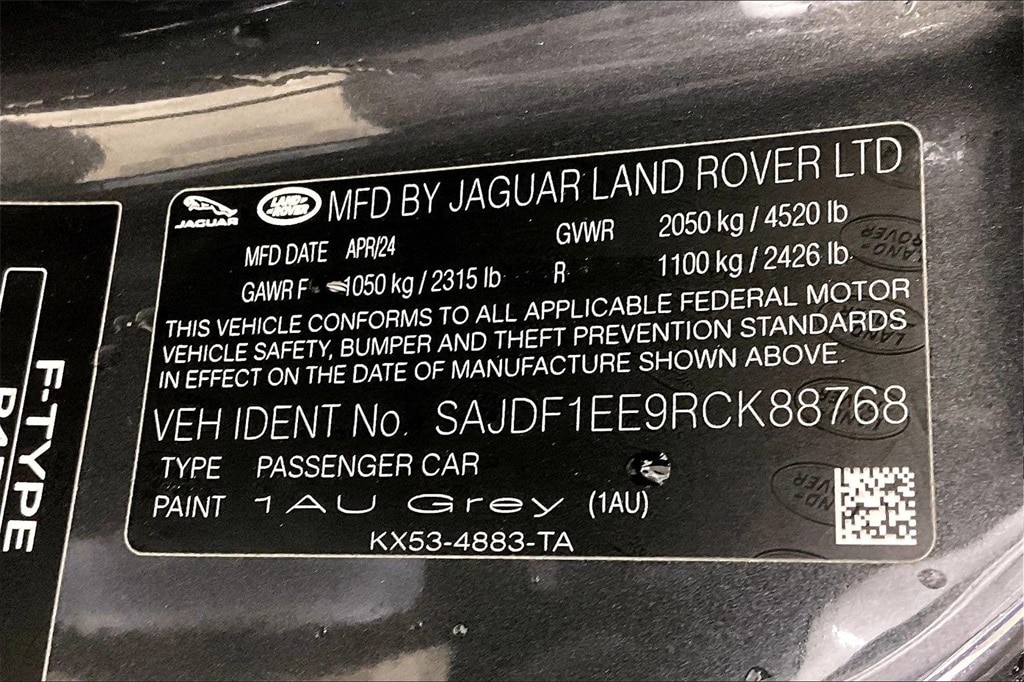 JAGUAR LAND-ROVER MFD BY JAGUAR LAND ROVER LTD
MFD DATE APR/24 GVWR 2050 kg / 4520 lb
GAWR F 1050 kg / 2315 lb R 1100 kg / 2426 lb
THIS VEHICLE CONFORMS TO ALL APPLICABLE FEDERAL MOTOR
VEHICLE SAFETY, BUMPER AND THEFT PREVENTION STANDARDS
IN EFFECT ON THE DATE OF MANUFACTURE SHOWN ABOVE.
VEH IDENT No. SAJDF1EE9RCK88768
TYPE PASSENGER CAR
PAINT 1AU Grey (1AU)
KX53-4883-TA
F-TYPE